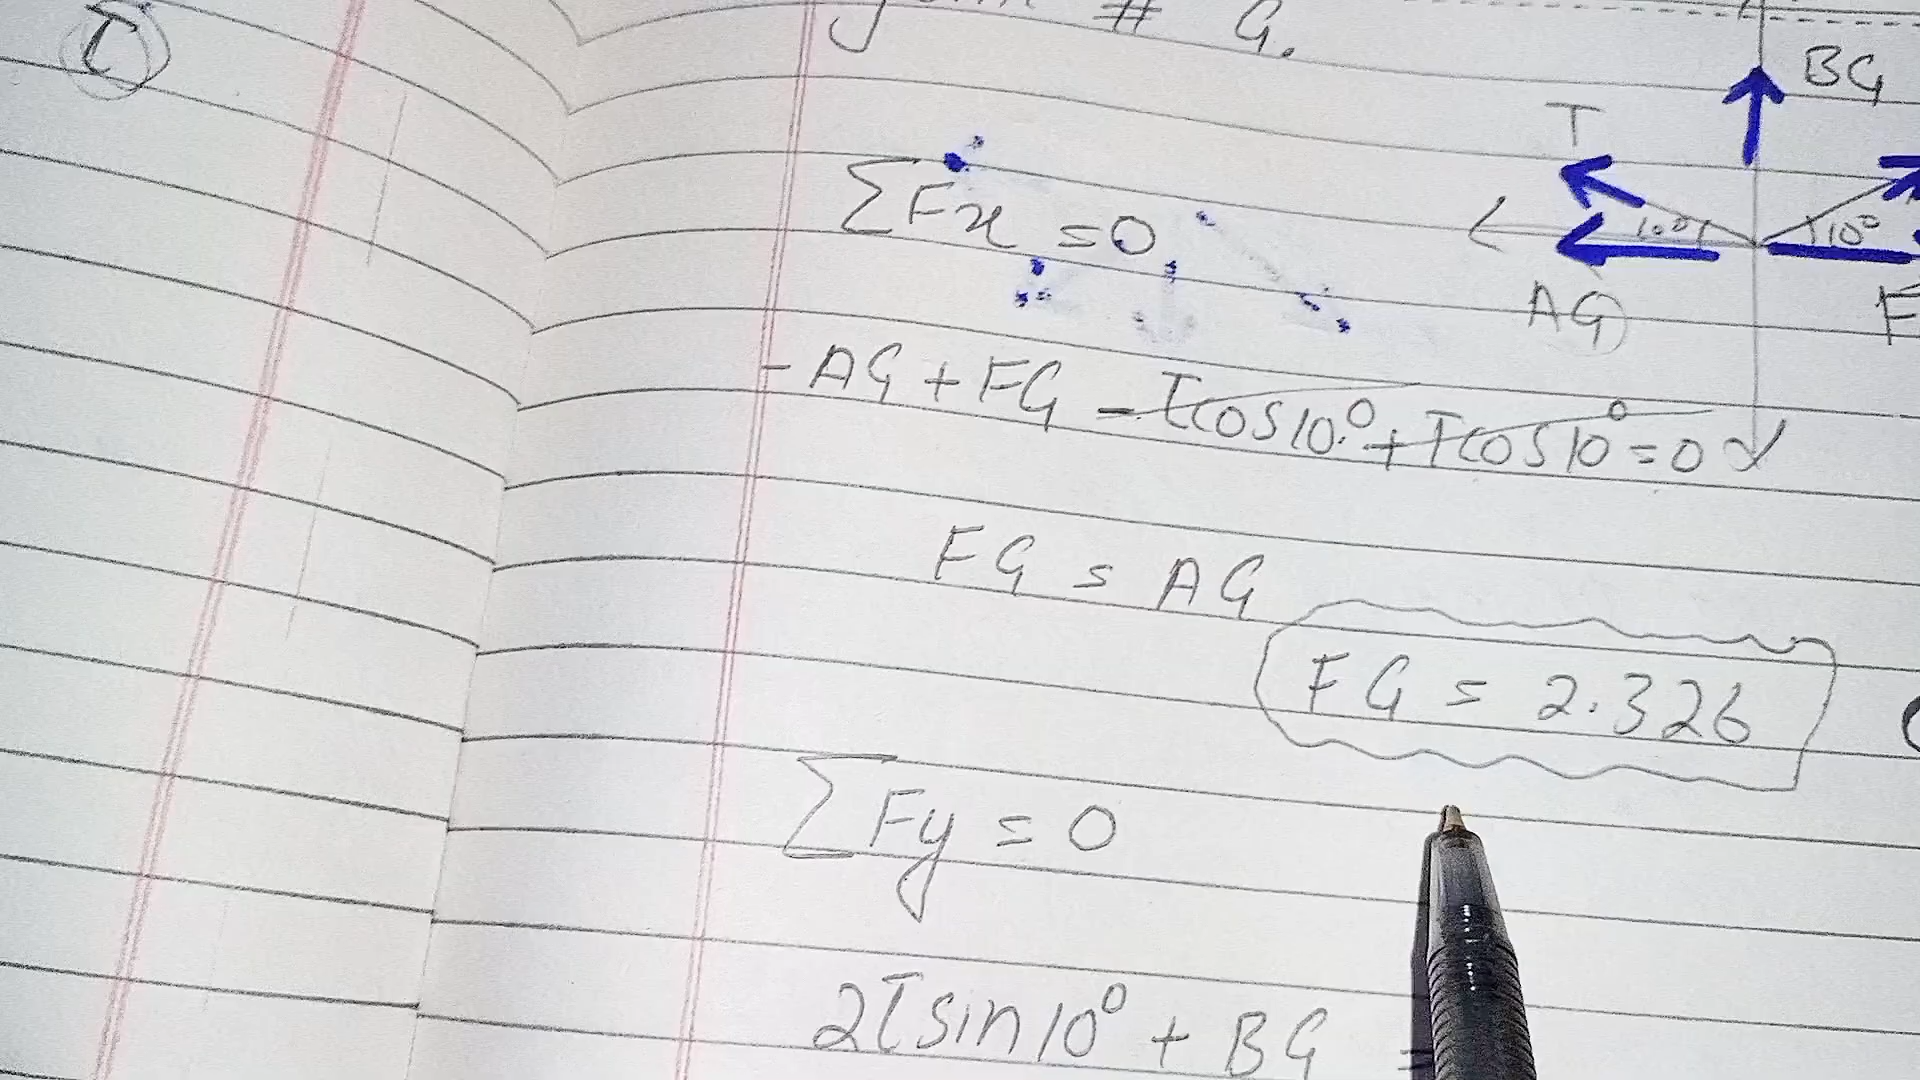 # G.
BG
T
10° 10°
AG F
ΣFx = 0
- AG + FG - Tcos10° + Tcos10° = 0
FG = AG
FG = 2.326
ΣFy = 0
2Tsin10° + BG =